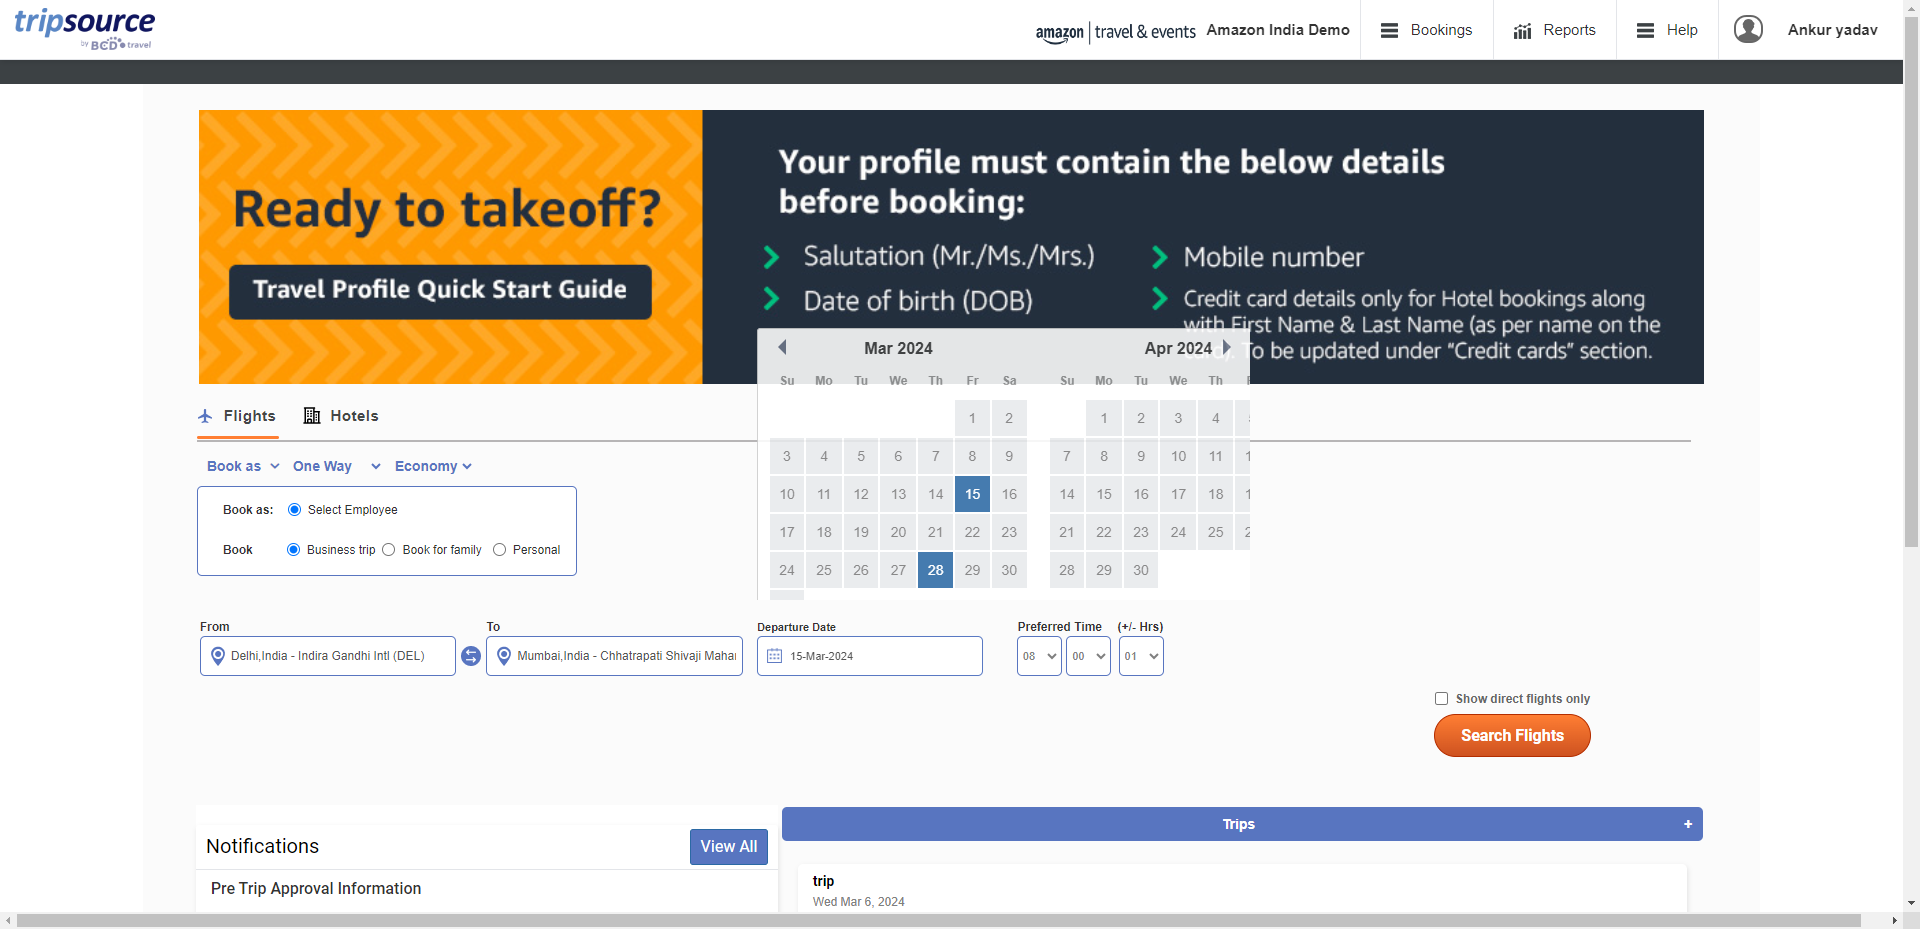 tripsource
by BCD travel
amazon | travel & events Amazon India Demo
Bookings
Reports
Help
Ankur yadav
Ready to takeoff?
Travel Profile Quick Start Guide
Your profile must contain the below details
before booking:
Salutation (Mr./Ms./Mrs.)
Date of birth (DOB)
Mobile number
Credit card details only for Hotel bookings along
with First Name & Last Name (as per name on the
card). To be updated under “Credit cards” section.
Mar 2024
Su Mo Tu We Th Fr Sa
1 2
3 4 5 6 7 8 9
10 11 12 13 14 15 16
17 18 19 20 21 22 23
24 25 26 27 28 29 30
Apr 2024
Su Mo Tu We Th
1 2 3 4
7 8 9 10 11
14 15 16 17 18
21 22 23 24 25
28 29 30
Flights
Hotels
Book as One Way Economy
Book as: Select Employee
Book Business trip Book for family Personal
From
Delhi,India - Indira Gandhi Intl (DEL)
To
Mumbai,India - Chhatrapati Shivaji Mahar
Departure Date
15-Mar-2024
Preferred Time (+/- Hrs)
08 00 01
Show direct flights only
Search Flights
Notifications
View All
Pre Trip Approval Information
Trips +
trip
Wed Mar 6, 2024